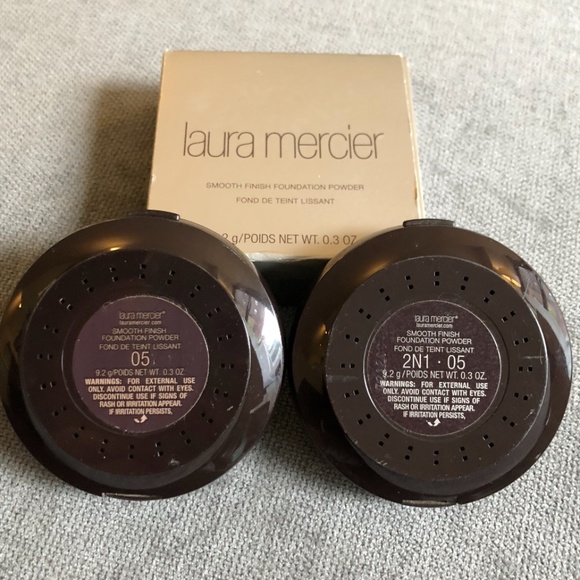 laura mercier
SMOOTH FINISH FOUNDATION POWDER
FOND DE TEINT LISSANT
2 g/POIDS NET WT. 0.3 OZ
laura mercier®
lauramercier.com
SMOOTH FINISH
FOUNDATION POWDER
FOND DE TEINT LISSANT
05
9.2 g/POIDS NET WT. 0.3 OZ
WARNINGS: FOR EXTERNAL USE
ONLY. AVOID CONTACT WITH EYES.
DISCONTINUE USE IF SIGNS OF
RASH OR IRRITATION APPEAR.
IF IRRITATION PERSISTS,
laura mercier®
lauramercier.com
SMOOTH FINISH
FOUNDATION POWDER
FOND DE TEINT LISSANT
2N1 · 05
9.2 g/POIDS NET WT. 0.3 OZ.
WARNINGS: FOR EXTERNAL USE
ONLY. AVOID CONTACT WITH EYES.
DISCONTINUE USE IF SIGNS OF
RASH OR IRRITATION APPEAR.
IF IRRITATION PERSISTS,